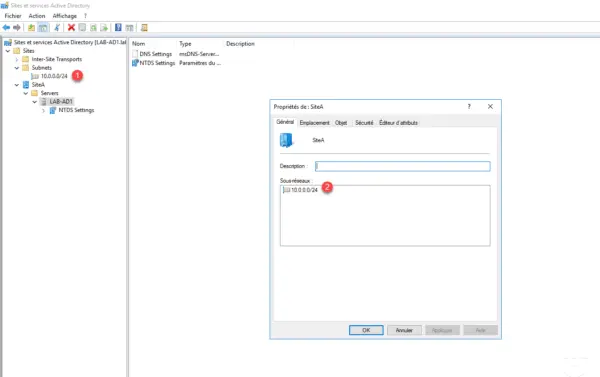 Sites et services Active Directory
Fichier Action Affichage ?
Sites et services Active Directory [LAB-AD1.lab
Sites
Inter-Site Transports
Subnets
10.0.0.0/24 1
SiteA
Servers
LAB-AD1
NTDS Settings
Nom Type Description
DNS Settings msDNS-Server...
NTDS Settings Paramètres du ...
Propriétés de : SiteA ? ×
Général Emplacement Objet Sécurité Éditeur d'attributs
SiteA
Description :
Sous-réseaux :
10.0.0.0/24 2
OK Annuler Appliquer Aide